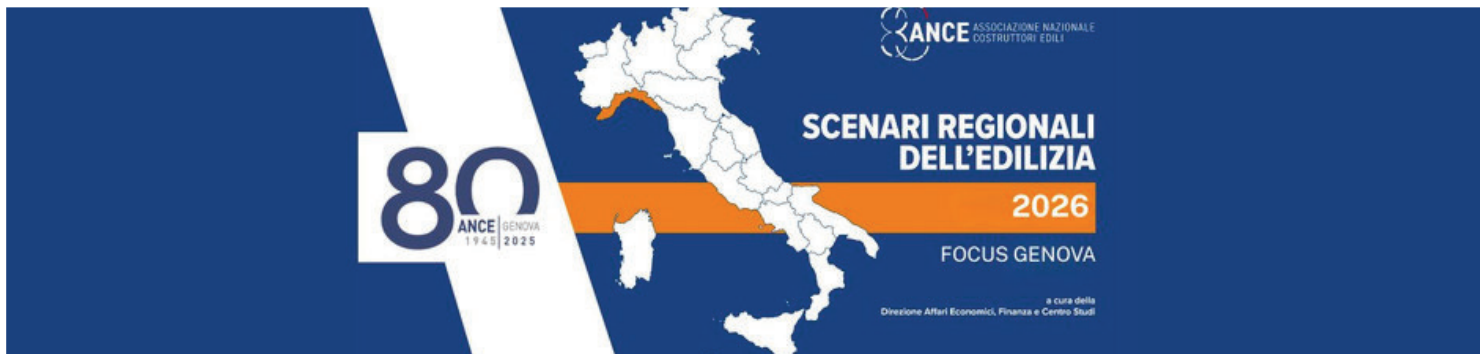 80
ANCE GENOVA
1945 2025
ANCE ASSOCIAZIONE NAZIONALE
COSTRUTTORI EDILI
SCENARI REGIONALI
DELL'EDILIZIA
2026
FOCUS GENOVA
a cura della
Direzione Affari Economici, Finanza e Centro Studi